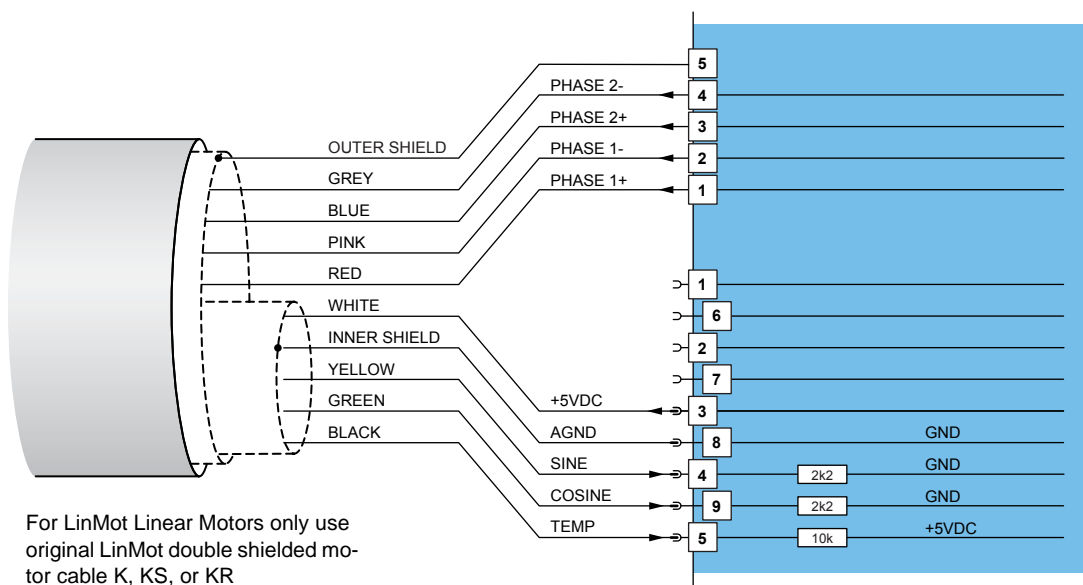 5
PHASE 2- 4
PHASE 2+ 3
OUTER SHIELD PHASE 1- 2
GREY PHASE 1+ 1
BLUE
PINK
RED 1
WHITE 6
INNER SHIELD 2
YELLOW 7
GREEN +5VDC 3
BLACK AGND 8 GND
SINE 4 2k2 GND
COSINE 9 2k2 GND
TEMP 5 10k +5VDC
For LinMot Linear Motors only use
original LinMot double shielded mo-
tor cable K, KS, or KR